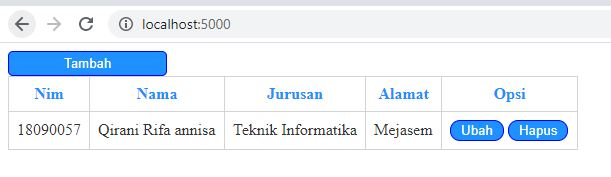 localhost:5000
Tambah
Nim Nama Jurusan Alamat Opsi
18090057 Qirani Rifa annisa Teknik Informatika Mejasem Ubah Hapus